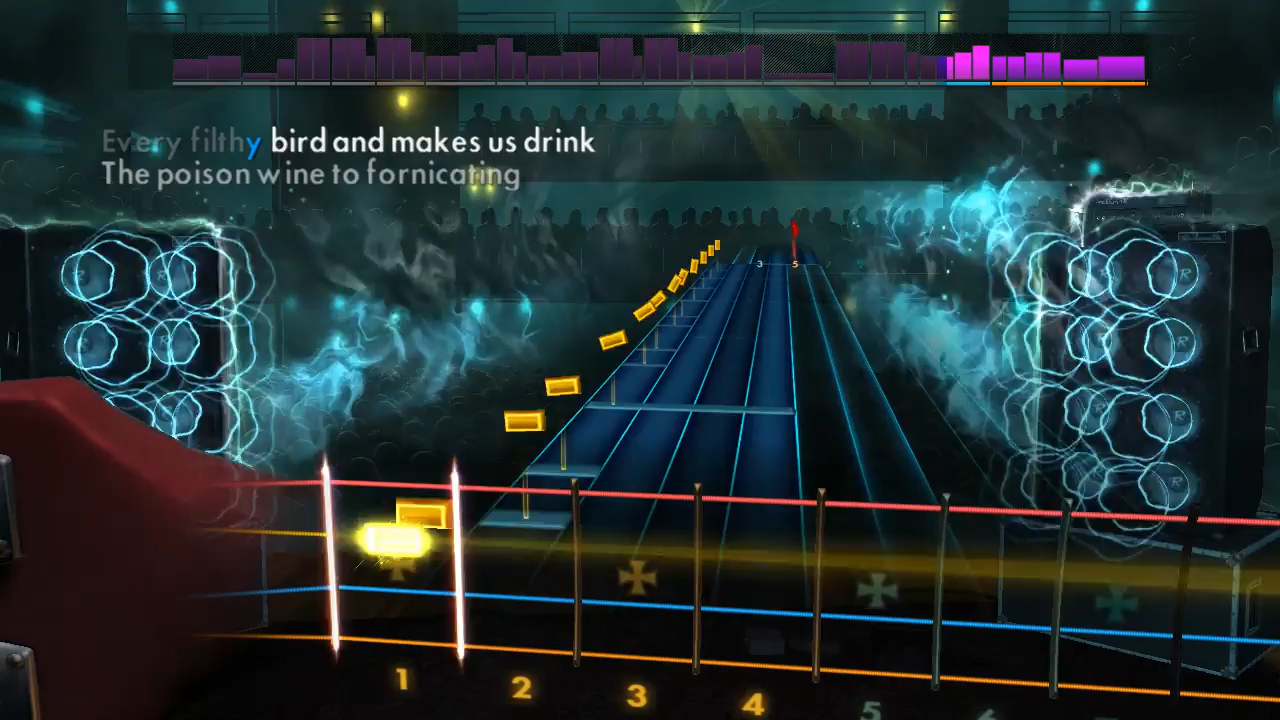 Every filthy bird and makes us drink
The poison wine to fornicating
3 5
1 2 3 4 5 6